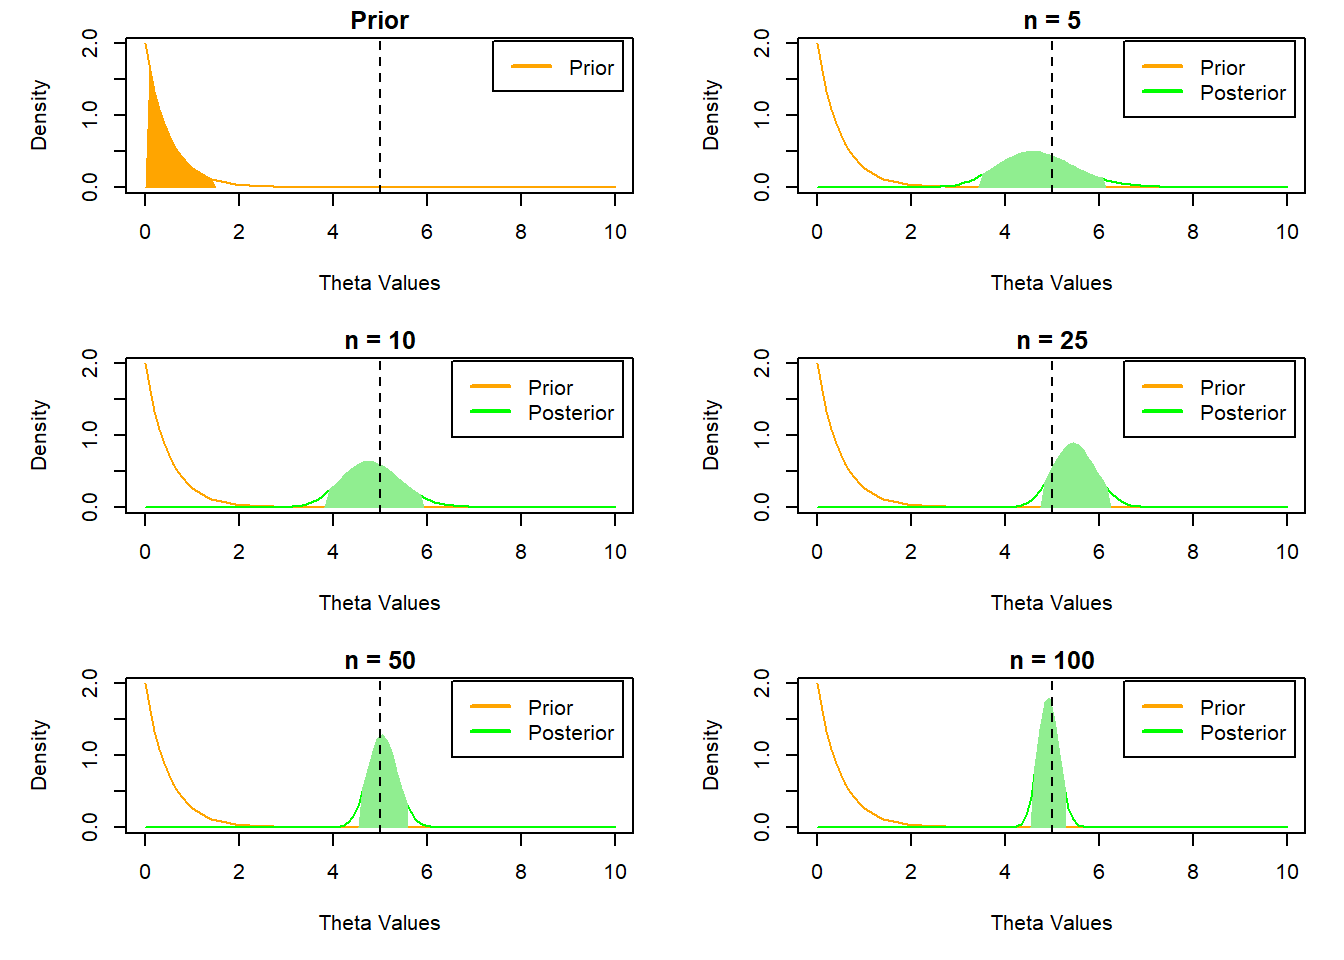 Prior
Density
0.0 1.0 2.0
Prior
0 2 4 6 8 10
Theta Values
n = 5
Density
0.0 1.0 2.0
Prior
Posterior
0 2 4 6 8 10
Theta Values
n = 10
Density
0.0 1.0 2.0
Prior
Posterior
0 2 4 6 8 10
Theta Values
n = 25
Density
0.0 1.0 2.0
Prior
Posterior
0 2 4 6 8 10
Theta Values
n = 50
Density
0.0 1.0 2.0
Prior
Posterior
0 2 4 6 8 10
Theta Values
n = 100
Density
0.0 1.0 2.0
Prior
Posterior
0 2 4 6 8 10
Theta Values